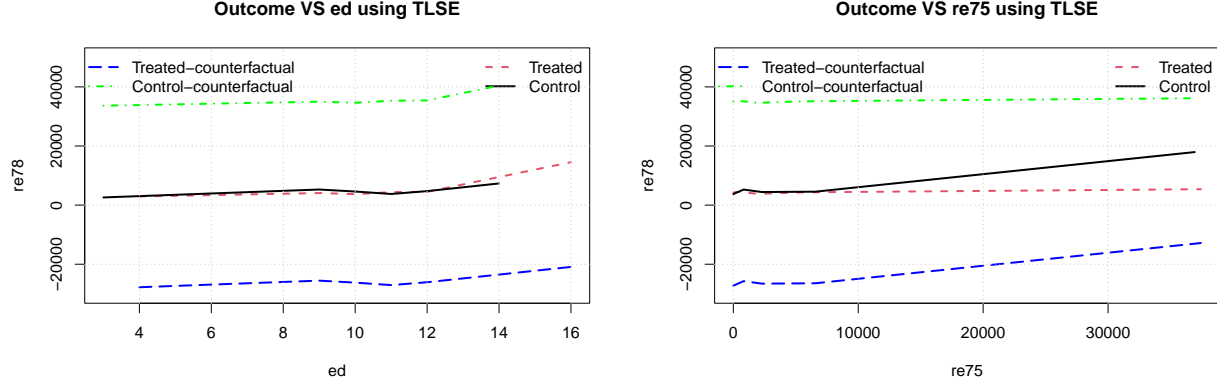 Outcome VS ed using TLSE
Treated−counterfactual
Control−counterfactual
Treated
Control
re78
−20000
0
20000
40000
4
6
8
10
12
14
16
ed
Outcome VS re75 using TLSE
Treated−counterfactual
Control−counterfactual
Treated
Control
re78
−20000
0
20000
40000
0
10000
20000
30000
re75